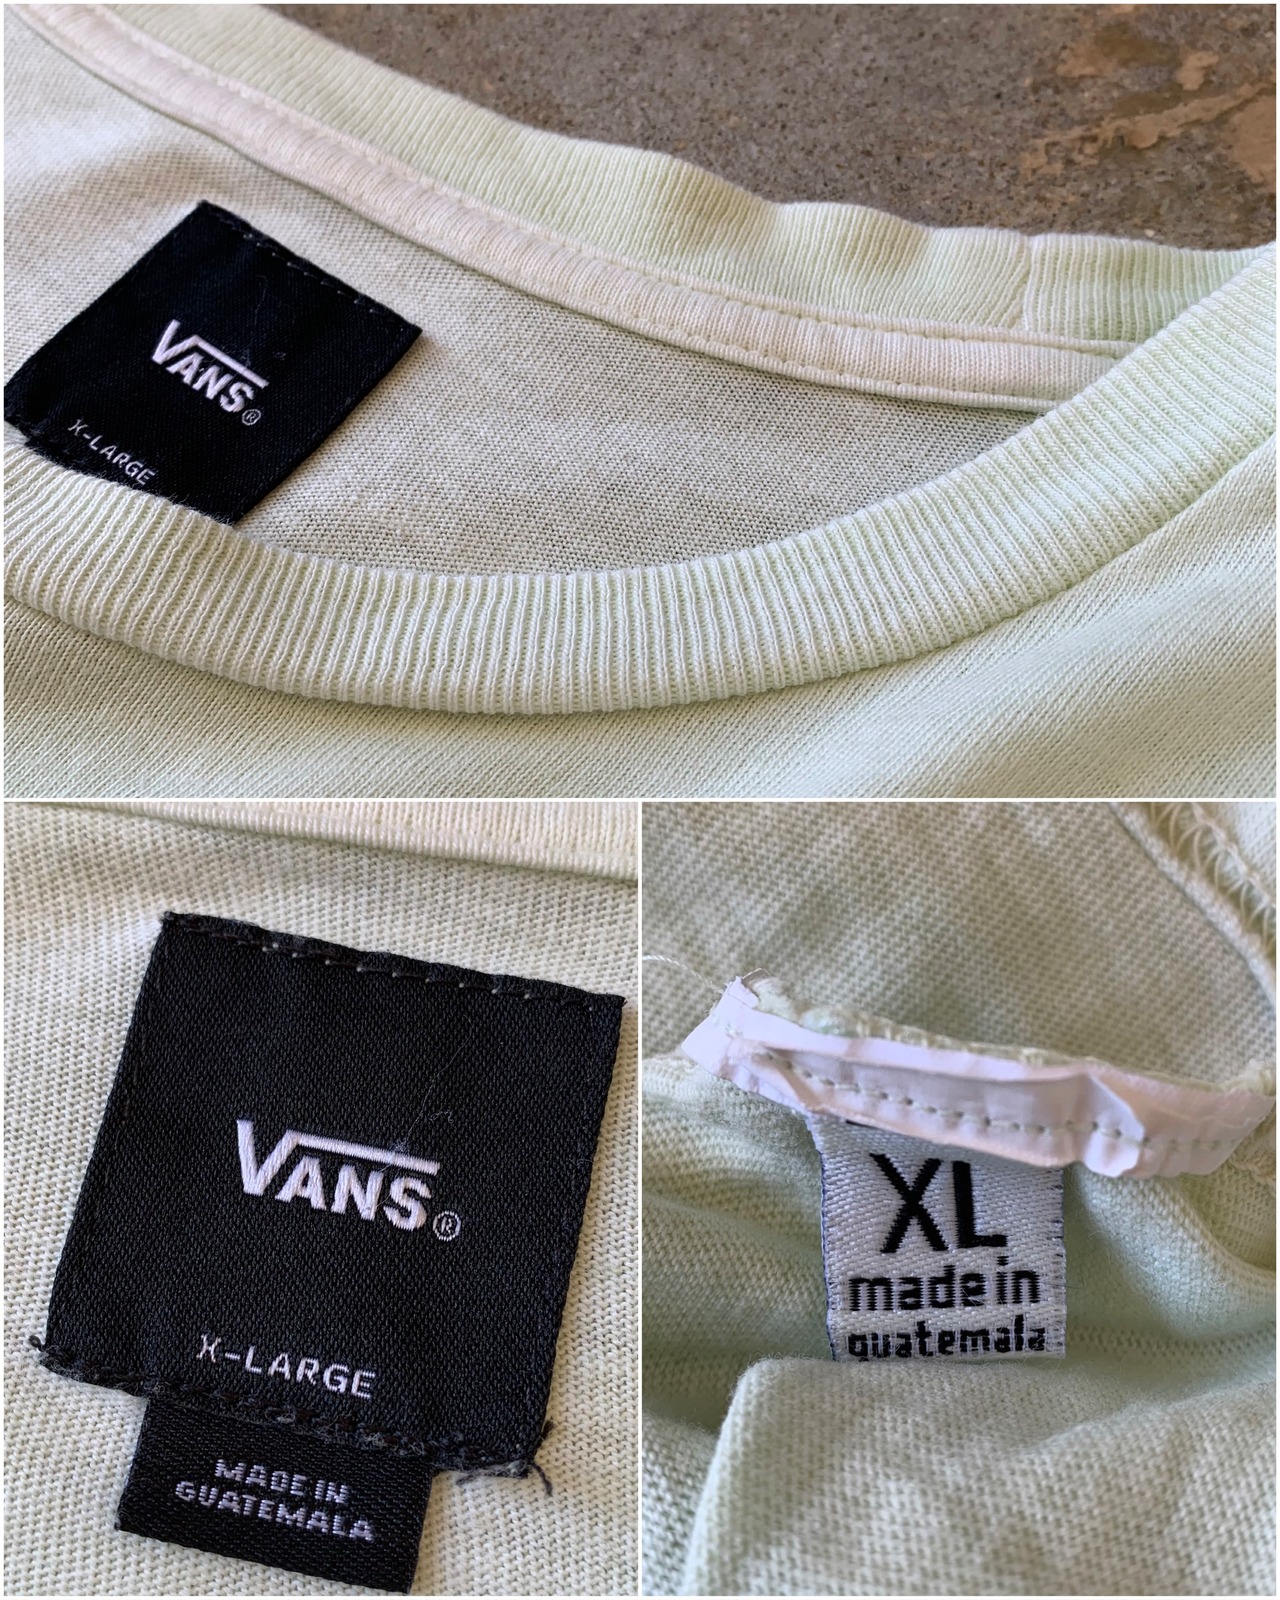 VANS®
X-LARGE
VANS®
X-LARGE
MADE IN
GUATEMALA
XL
made in
guatemala